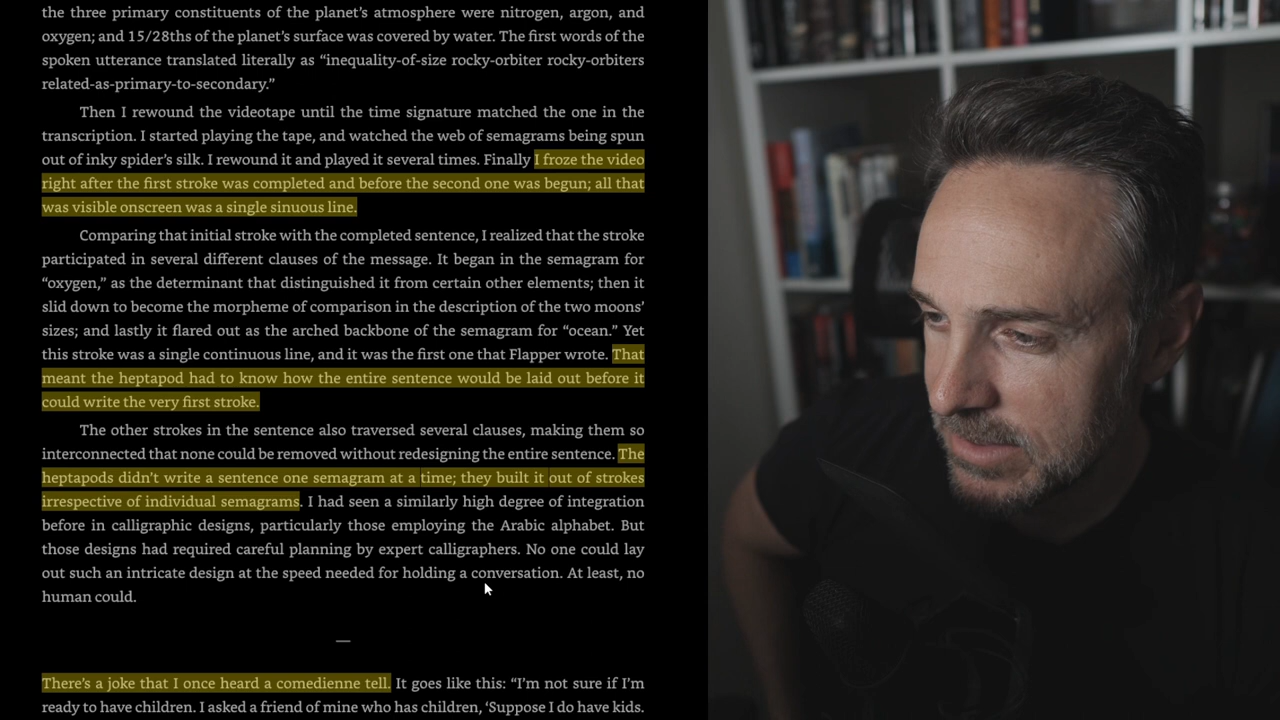 the three primary constituents of the planet’s atmosphere were nitrogen, argon, and
oxygen; and 15/28ths of the planet’s surface was covered by water. The first words of the
spoken utterance translated literally as “inequality-of-size rocky-orbiter rocky-orbiters
related-as-primary-to-secondary.”
Then I rewound the videotape until the time signature matched the one in the
transcription. I started playing the tape, and watched the web of semagrams being spun
out of inky spider’s silk. I rewound it and played it several times. Finally I froze the video
right after the first stroke was completed and before the second one was begun; all that
was visible onscreen was a single sinuous line.
Comparing that initial stroke with the completed sentence, I realized that the stroke
participated in several different clauses of the message. It began in the semagram for
“oxygen,” as the determinant that distinguished it from certain other elements; then it
slid down to become the morpheme of comparison in the description of the two moons’
sizes; and lastly it flared out as the arched backbone of the semagram for “ocean.” Yet
this stroke was a single continuous line, and it was the first one that Flapper wrote. That
meant the heptapod had to know how the entire sentence would be laid out before it
could write the very first stroke.
The other strokes in the sentence also traversed several clauses, making them so
interconnected that none could be removed without redesigning the entire sentence. The
heptapods didn’t write a sentence one semagram at a time; they built it out of strokes
irrespective of individual semagrams. I had seen a similarly high degree of integration
before in calligraphic designs, particularly those employing the Arabic alphabet. But
those designs had required careful planning by expert calligraphers. No one could lay
out such an intricate design at the speed needed for holding a conversation. At least, no
human could.
—
There’s a joke that I once heard a comedienne tell. It goes like this: “I’m not sure if I’m
ready to have children. I asked a friend of mine who has children, ‘Suppose I do have kids.